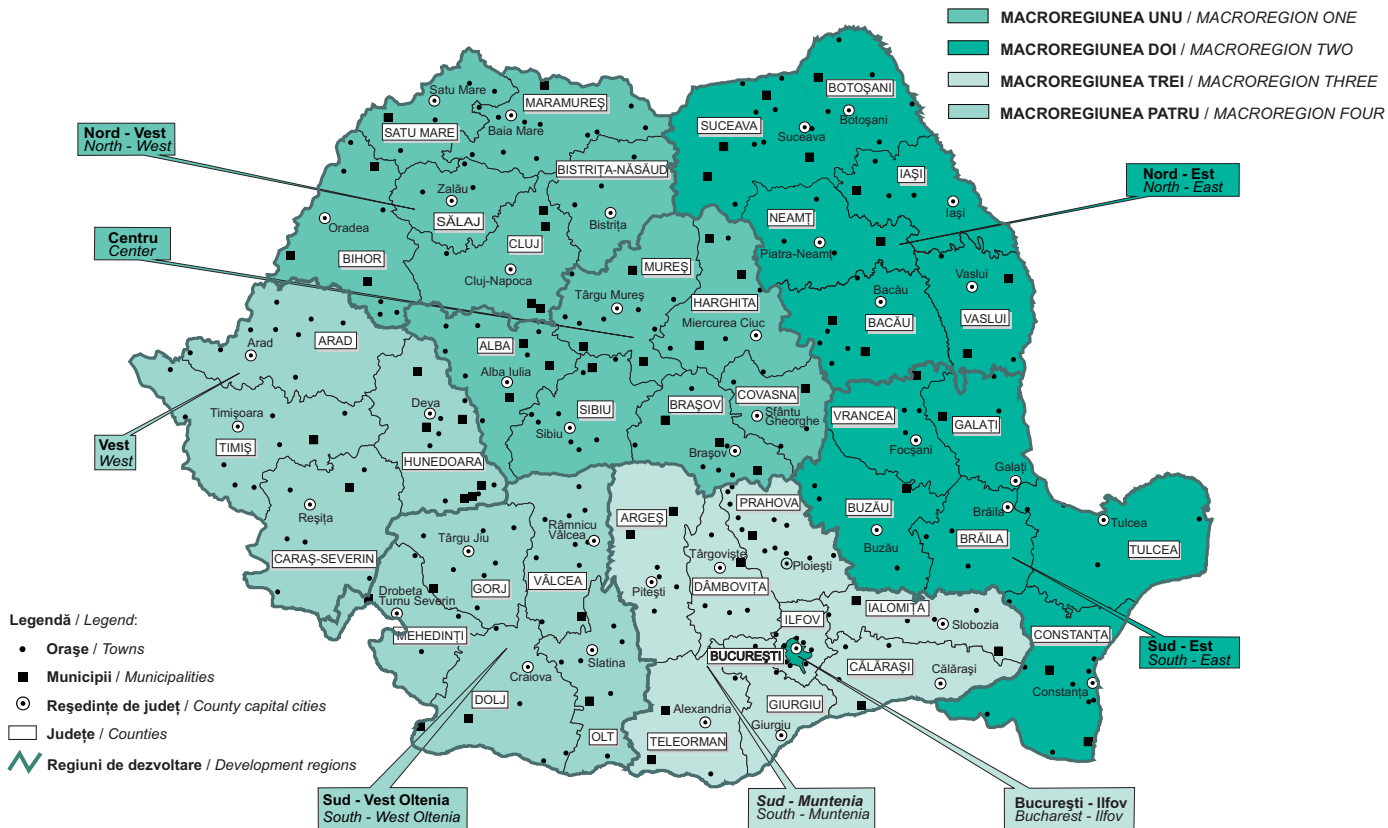 MACROREGIUNEA UNU / MACROREGION ONE
MACROREGIUNEA DOI / MACROREGION TWO
MACROREGIUNEA TREI / MACROREGION THREE
MACROREGIUNEA PATRU / MACROREGION FOUR
Nord - Vest
North - West
Centru
Center
Vest
West
Nord - Est
North - East
Sud - Est
South - East
Satu Mare
SATU MARE
MARAMUREŞ
Baia Mare
BISTRIŢA-NĂSĂUD
Bistriţa
Zalău
SĂLAJ
Oradea
BIHOR
CLUJ
Cluj-Napoca
SUCEAVA
Suceava
BOTOŞANI
Botoşani
IAŞI
Iaşi
NEAMŢ
Piatra-Neamţ
Bacău
BACĂU
Vaslui
VASLUI
MUREŞ
Târgu Mureş
HARGHITA
Miercurea Ciuc
ALBA
Alba Iulia
SIBIU
Sibiu
BRAŞOV
Braşov
COVASNA
Sfântu
Gheorghe
ARAD
Arad
Timişoara
TIMIŞ
Deva
HUNEDOARA
Reşiţa
CARAŞ-SEVERIN
VRANCEA
Focşani
GALAŢI
Galaţi
BUZĂU
Buzău
Brăila
BRĂILA
Tulcea
TULCEA
CONSTANŢA
Constanţa
Târgu Jiu
GORJ
Râmnicu
Vâlcea
VÂLCEA
Drobeta
Turnu Severin
MEHEDINŢI
Craiova
DOLJ
Slatina
OLT
ARGEŞ
Piteşti
PRAHOVA
Ploieşti
Târgovişte
DÂMBOVIŢA
ILFOV
BUCUREŞTI
IALOMIŢA
Slobozia
CĂLĂRAŞI
Călăraşi
GIURGIU
Giurgiu
Alexandria
TELEORMAN
Legendă / Legend:
Oraşe / Towns
Municipii / Municipalities
Reşedinţe de judeţ / County capital cities
Judeţe / Counties
Regiuni de dezvoltare / Development regions
Sud - Vest Oltenia
South - West Oltenia
Sud - Muntenia
South - Muntenia
Bucureşti - Ilfov
Bucharest - Ilfov